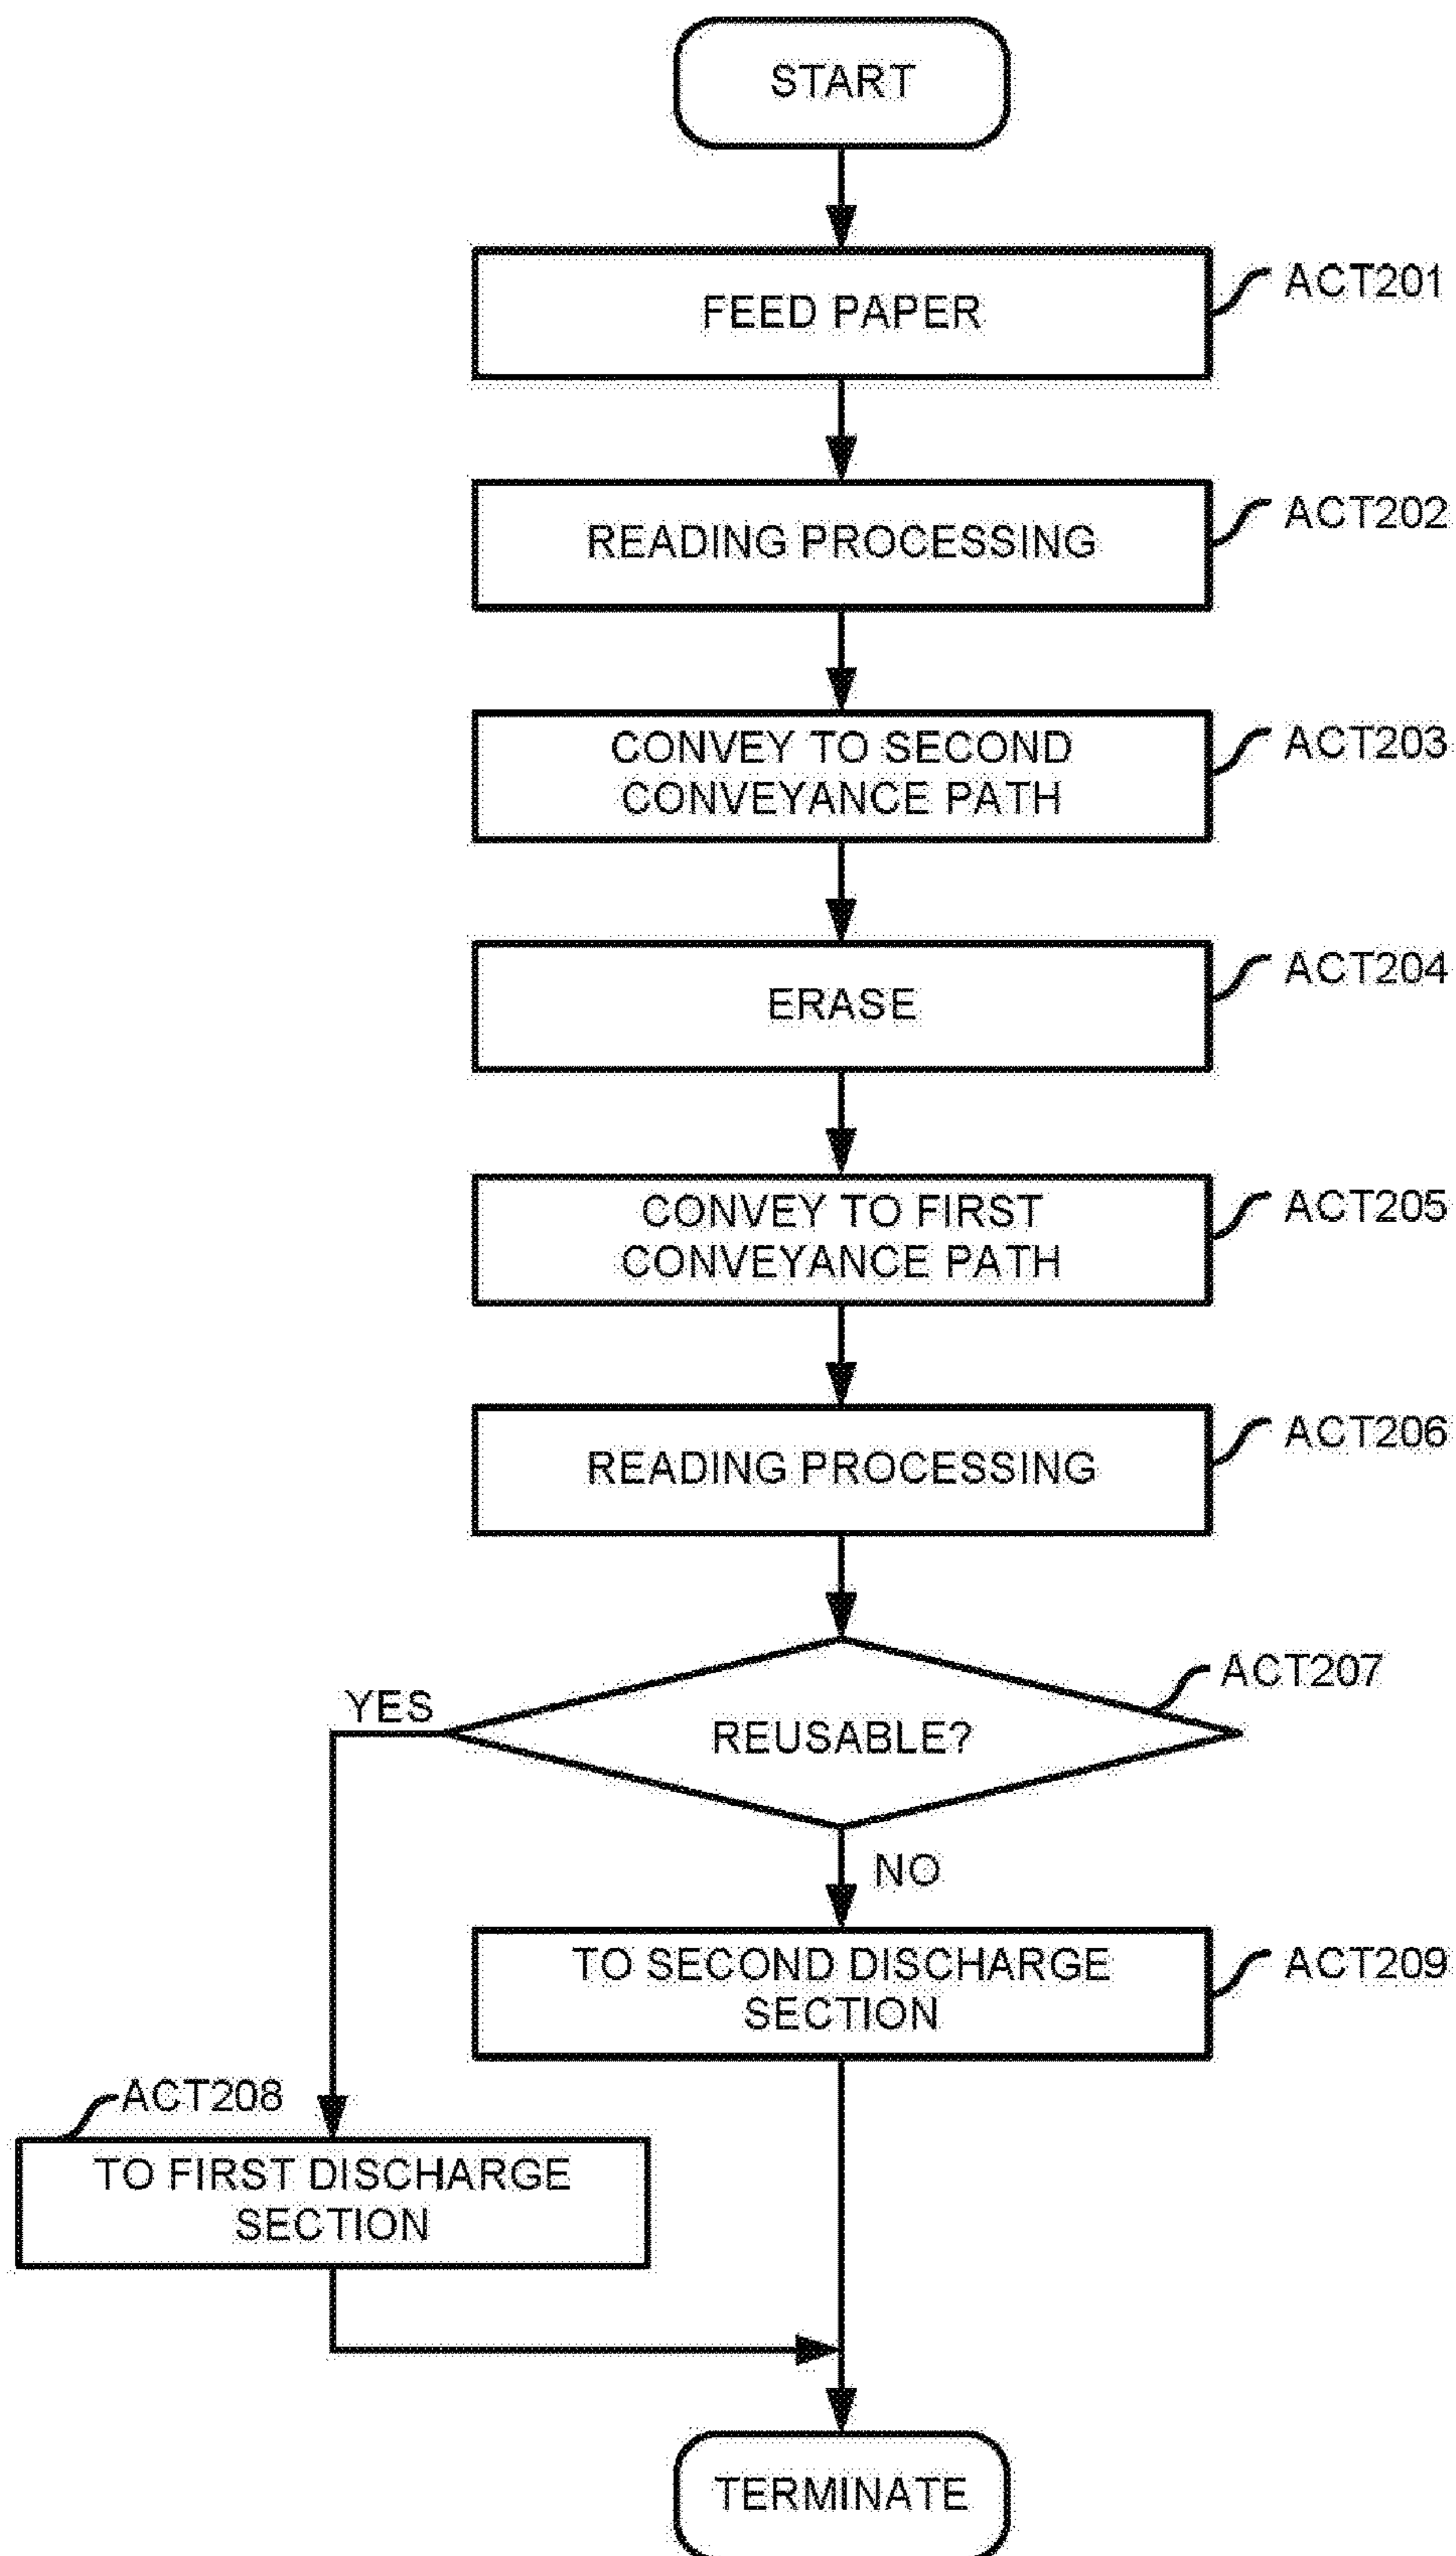 START
FEED PAPER
ACT201
READING PROCESSING
ACT202
CONVEY TO SECOND
CONVEYANCE PATH
ACT203
ERASE
ACT204
CONVEY TO FIRST
CONVEYANCE PATH
ACT205
READING PROCESSING
ACT206
REUSABLE?
ACT207
YES
NO
TO SECOND DISCHARGE
SECTION
ACT209
ACT208
TO FIRST DISCHARGE
SECTION
TERMINATE